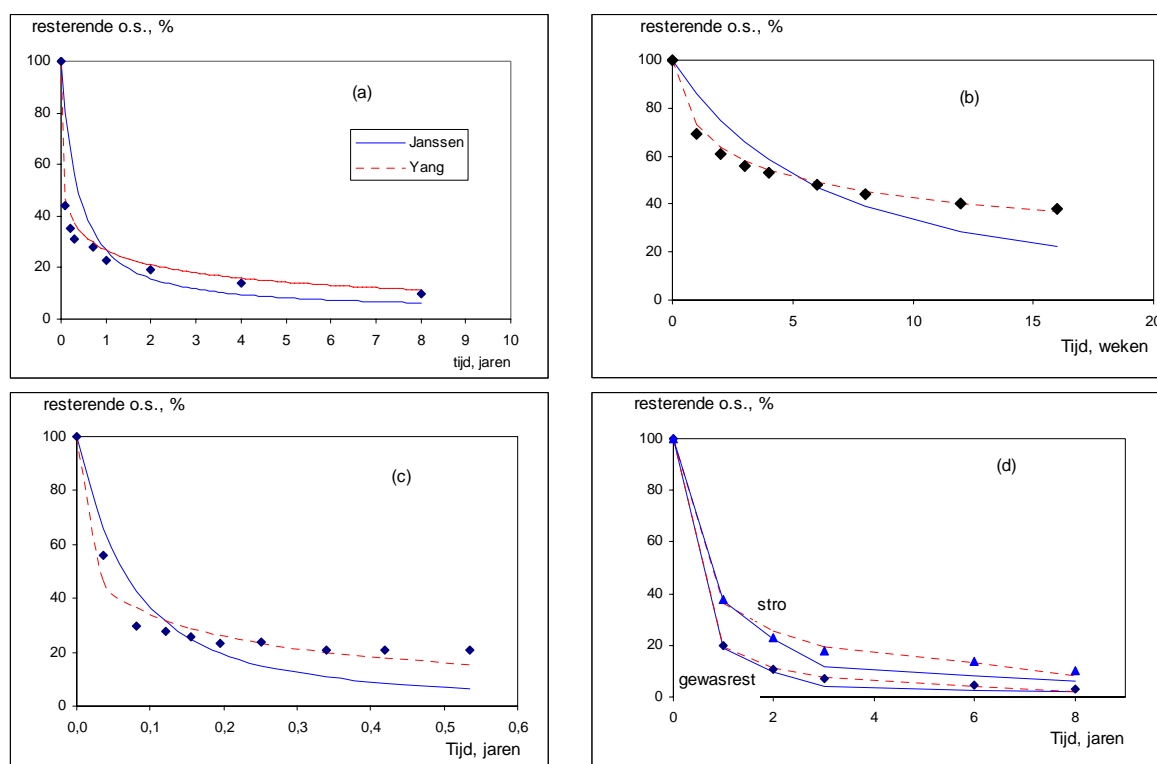 resterende o.s., %
100
80
60
40
20
0
0 1 2 3 4 5 6 7 8 9 10
tijd, jaren
(a)
Janssen
Yang
resterende o.s., %
100
80
60
40
20
0
0 5 10 15 20
Tijd, weken
(b)
resterende o.s., %
100
80
60
40
20
0
0,0 0,1 0,2 0,3 0,4 0,5 0,6
Tijd, jaren
(c)
resterende o.s., %
100
80
60
40
20
0
0 2 4 6 8
Tijd, jaren
(d)
stro
gewasrest